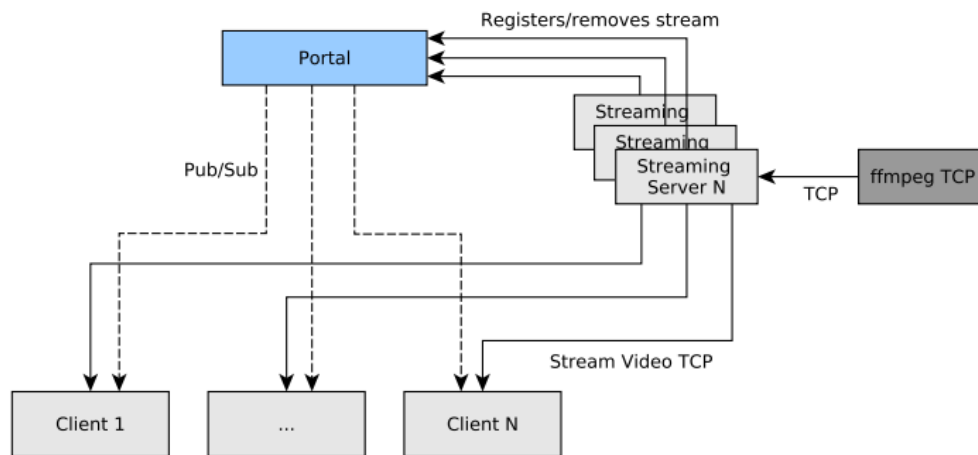 Registers/removes stream
Portal
Streaming
Streaming
Streaming
Server N
Pub/Sub
ffmpeg TCP
TCP
Stream Video TCP
Client 1
...
Client N